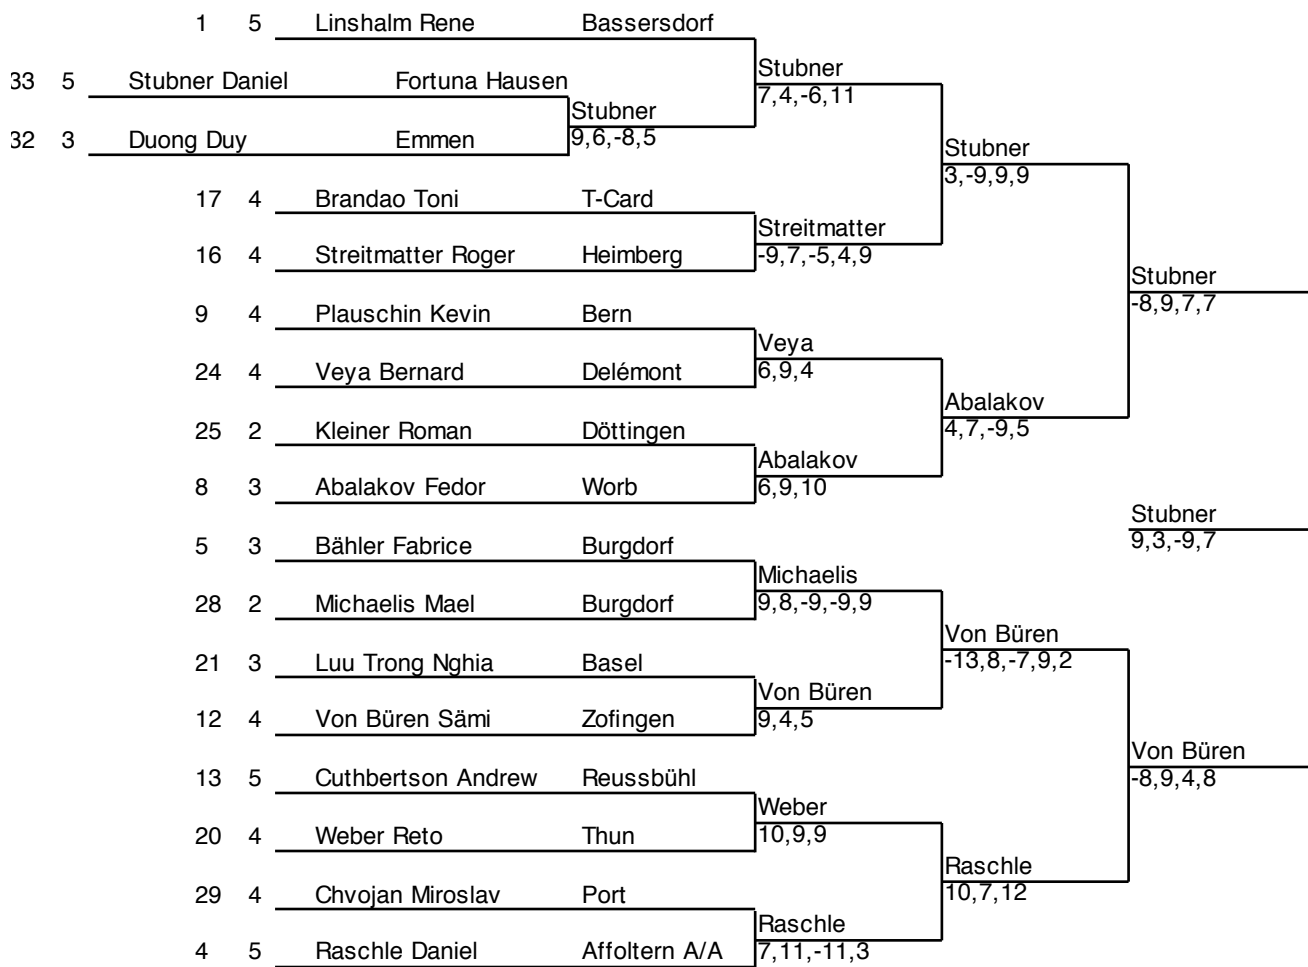 1 5 Linshalm Rene Bassersdorf
Stubner
33 5 Stubner Daniel Fortuna Hausen
7,4,-6,11
Stubner
32 3 Duong Duy Emmen
9,6,-8,5
Stubner
3,-9,9,9
17 4 Brandao Toni T-Card
Streitmatter
16 4 Streitmatter Roger Heimberg
-9,7,-5,4,9
Stubner
-8,9,7,7
9 4 Plauschin Kevin Bern
Veya
24 4 Veya Bernard Delémont
6,9,4
Abalakov
4,7,-9,5
25 2 Kleiner Roman Döttingen
Abalakov
8 3 Abalakov Fedor Worb
6,9,10
Stubner
9,3,-9,7
5 3 Bähler Fabrice Burgdorf
Michaelis
28 2 Michaelis Mael Burgdorf
9,8,-9,-9,9
Von Büren
-13,8,-7,9,2
21 3 Luu Trong Nghia Basel
Von Büren
12 4 Von Büren Sämi Zofingen
9,4,5
Von Büren
-8,9,4,8
13 5 Cuthbertson Andrew Reussbühl
Weber
20 4 Weber Reto Thun
10,9,9
Raschle
10,7,12
29 4 Chvojan Miroslav Port
Raschle
4 5 Raschle Daniel Affoltern A/A
7,11,-11,3